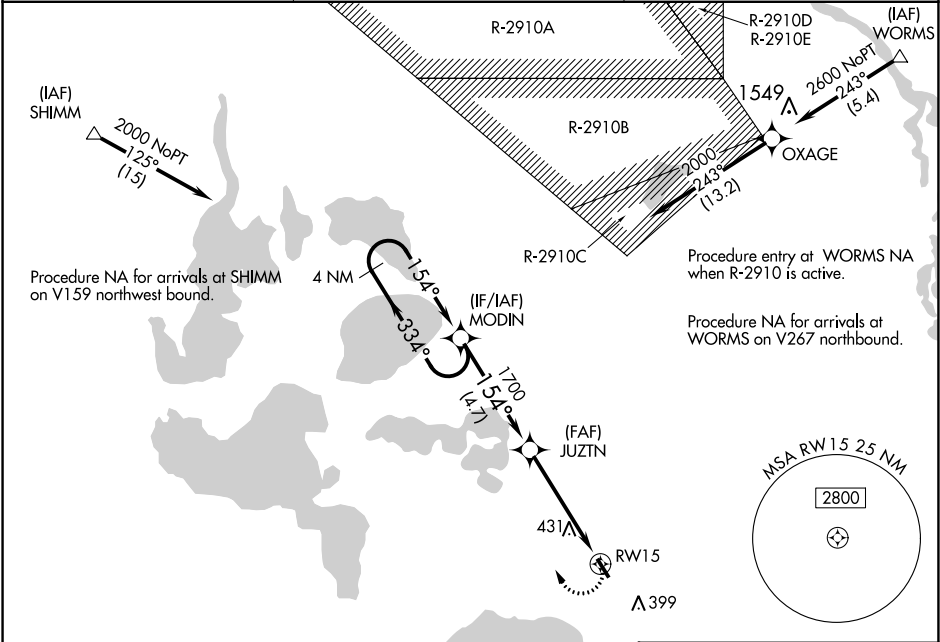 R-2910A
R-2910D
R-2910E
(IAF)
WORMS
2600 NoPT
243°
(5.4)
1549
(IAF)
SHIMM
2000 NoPT
125°
(15)
R-2910B
OXAGE
2000
243°
(13.2)
R-2910C
Procedure NA for arrivals at SHIMM
on V159 northwest bound.
4 NM
154°
334°
(IF/IAF)
MODIN
Procedure entry at WORMS NA
when R-2910 is active.
Procedure NA for arrivals at
WORMS on V267 northbound.
1700
154°
(4.7)
(FAF)
JUZTN
MSA RW15 25 NM
2800
431
RW15
399